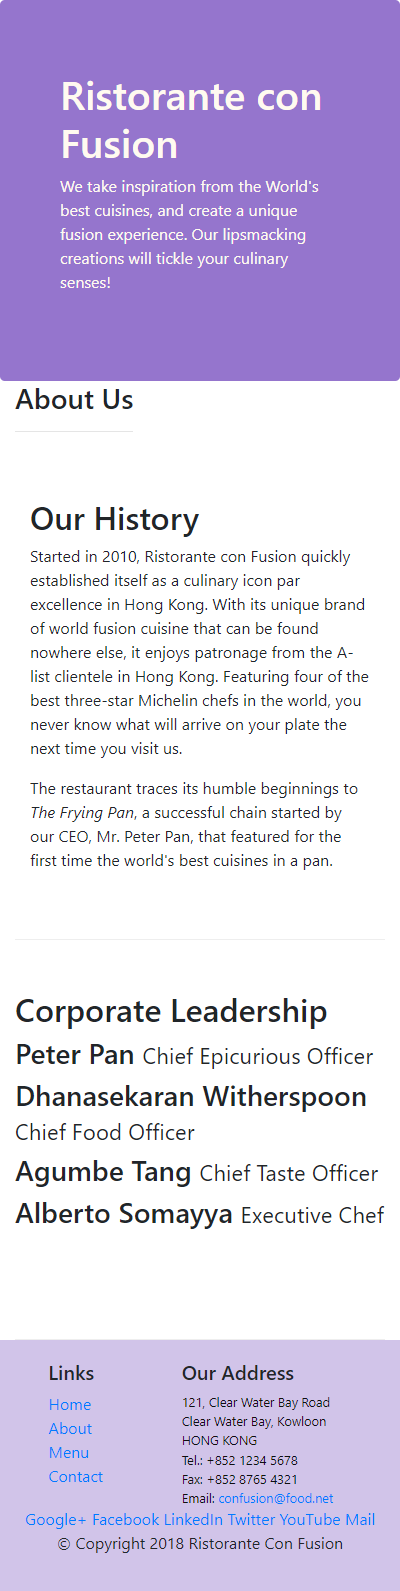 Ristorante con
Fusion
We take inspiration from the World's
best cuisines, and create a unique
fusion experience. Our lipsmacking
creations will tickle your culinary
senses!
About Us
Our History
Started in 2010, Ristorante con Fusion quickly
established itself as a culinary icon par
excellence in Hong Kong. With its unique brand
of world fusion cuisine that can be found
nowhere else, it enjoys patronage from the A-
list clientele in Hong Kong. Featuring four of the
best three-star Michelin chefs in the world, you
never know what will arrive on your plate the
next time you visit us.
The restaurant traces its humble beginnings to
The Frying Pan, a successful chain started by
our CEO, Mr. Peter Pan, that featured for the
first time the world's best cuisines in a pan.
Corporate Leadership
Peter Pan Chief Epicurious Officer
Dhanasekaran Witherspoon
Chief Food Officer
Agumbe Tang Chief Taste Officer
Alberto Somayya Executive Chef
Links
Home
About
Menu
Contact
Our Address
121, Clear Water Bay Road
Clear Water Bay, Kowloon
HONG KONG
Tel.: +852 1234 5678
Fax: +852 8765 4321
Email: confusion@food.net
Google+ Facebook LinkedIn Twitter YouTube Mail
© Copyright 2018 Ristorante Con Fusion